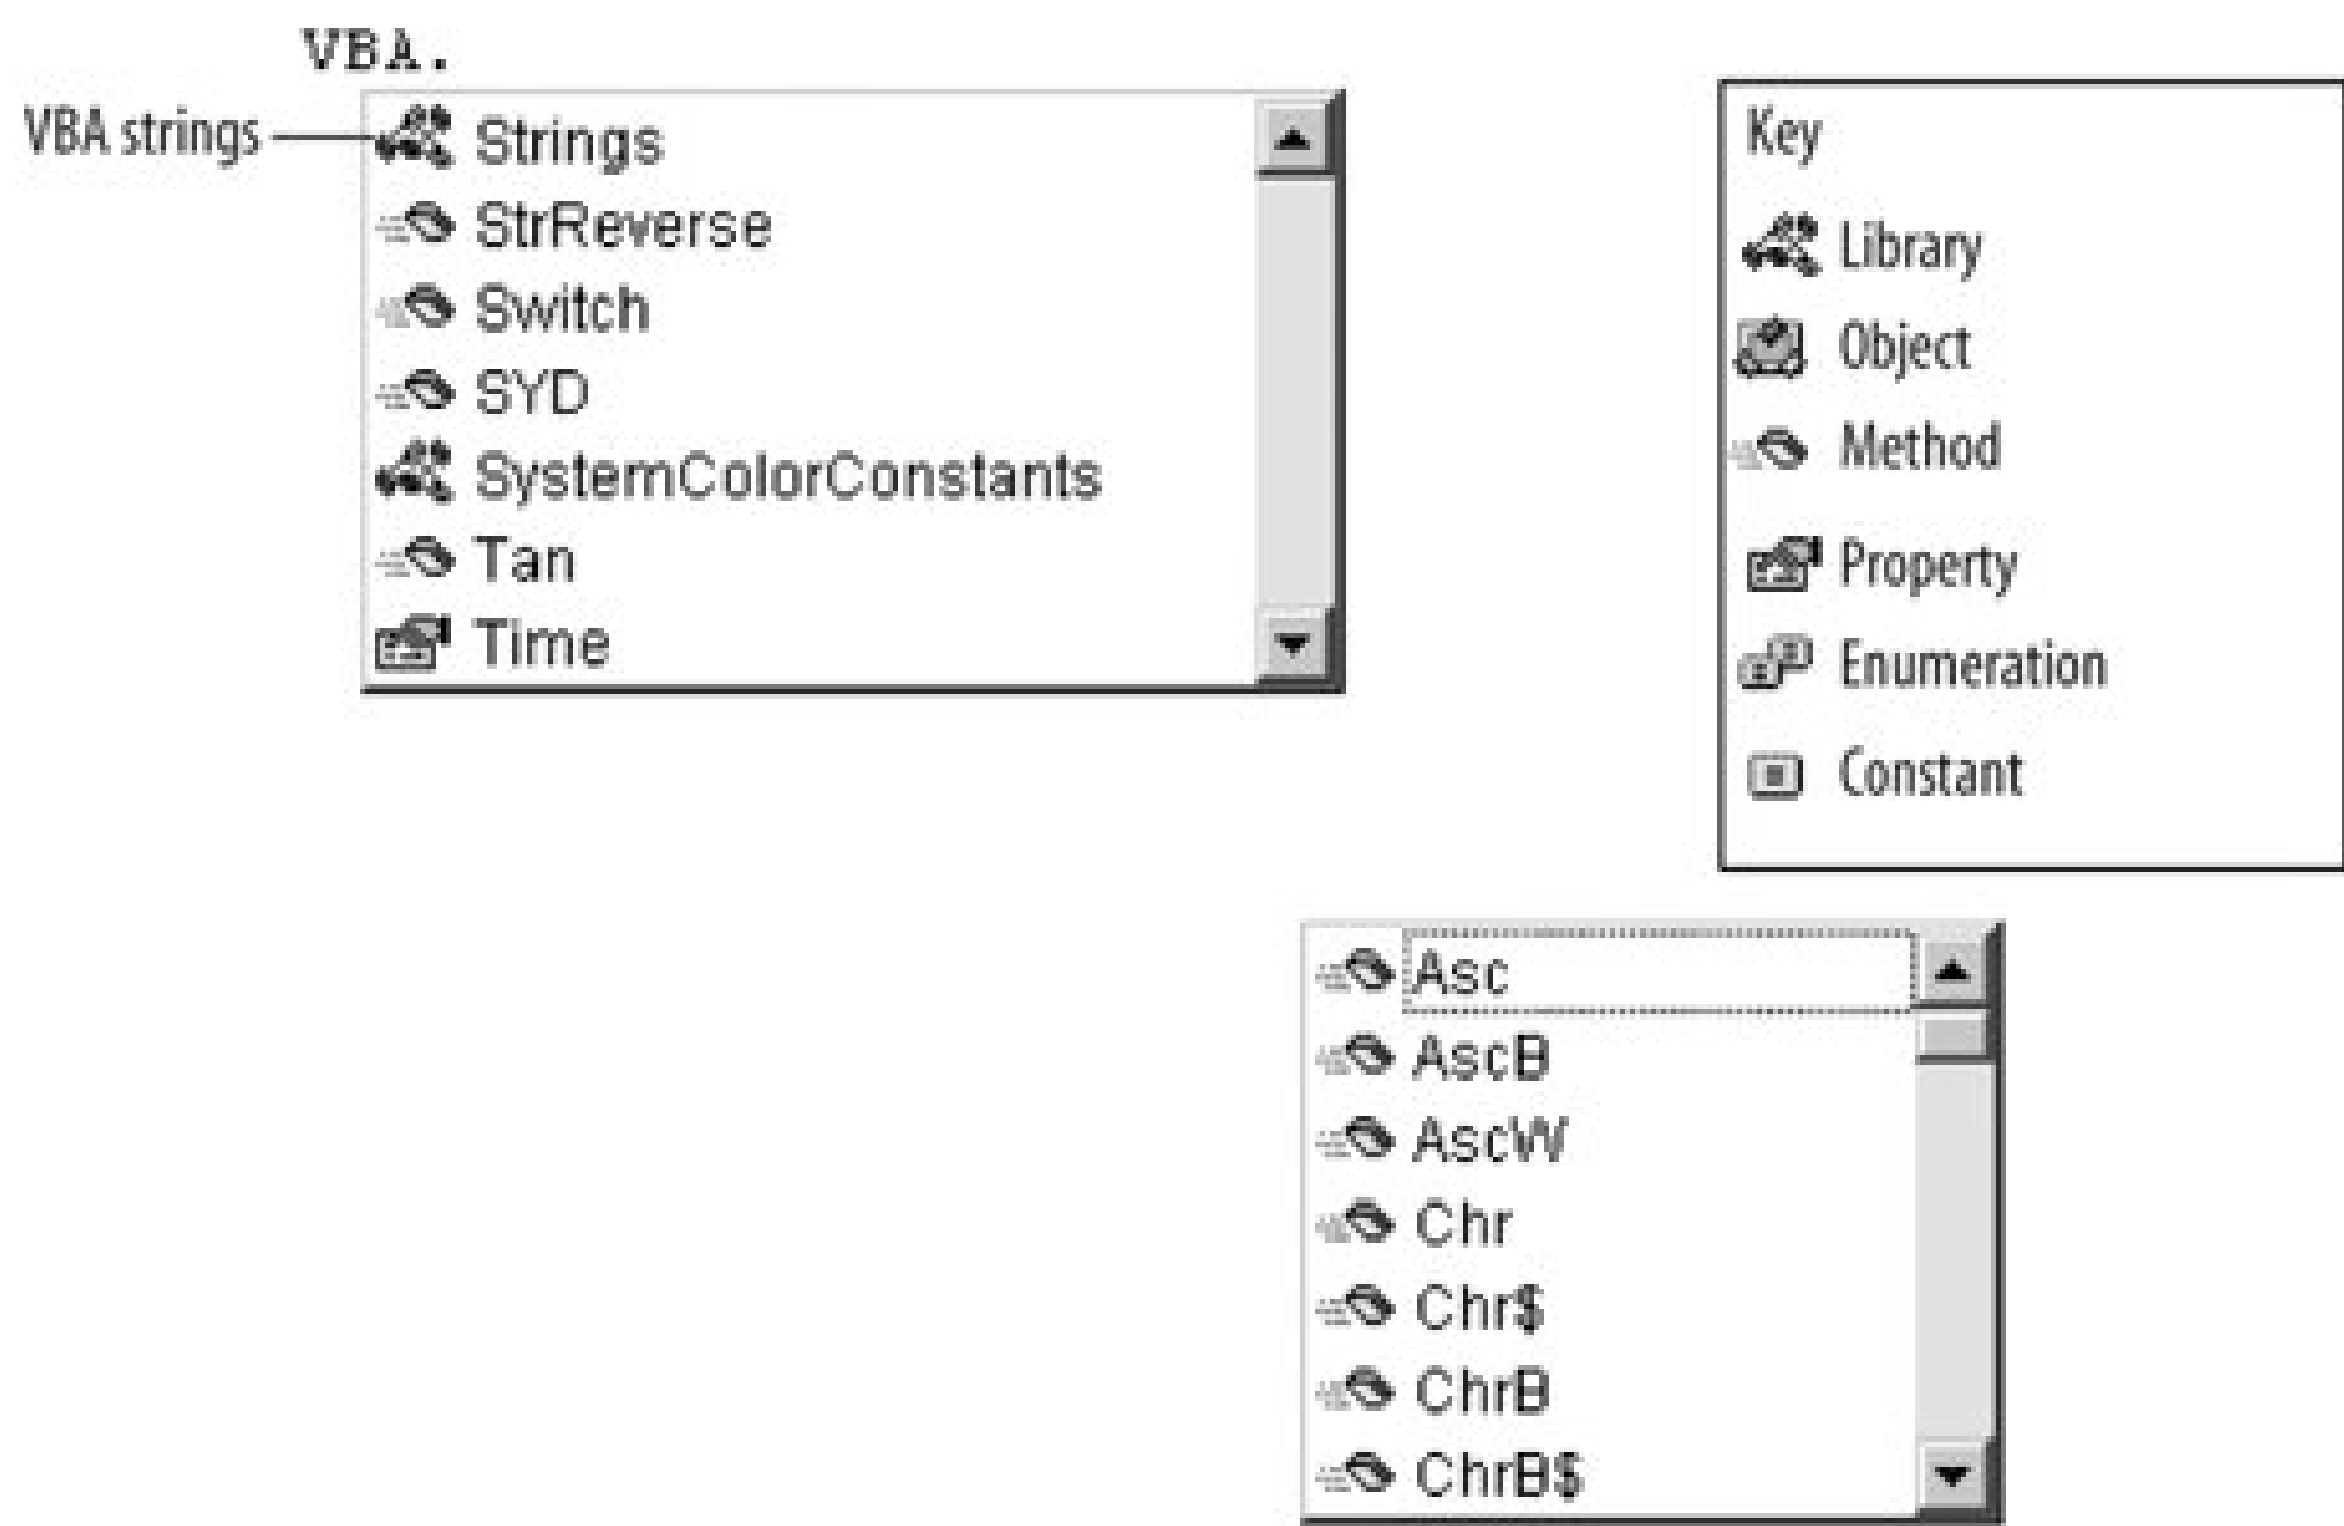 VBA.
VBA strings
Strings
StrReverse
Switch
SYD
SystemColorConstants
Tan
Time
Key
Library
Object
Method
Property
Enumeration
Constant
Asc
AscB
AscW
Chr
Chr$
ChrB
ChrB$